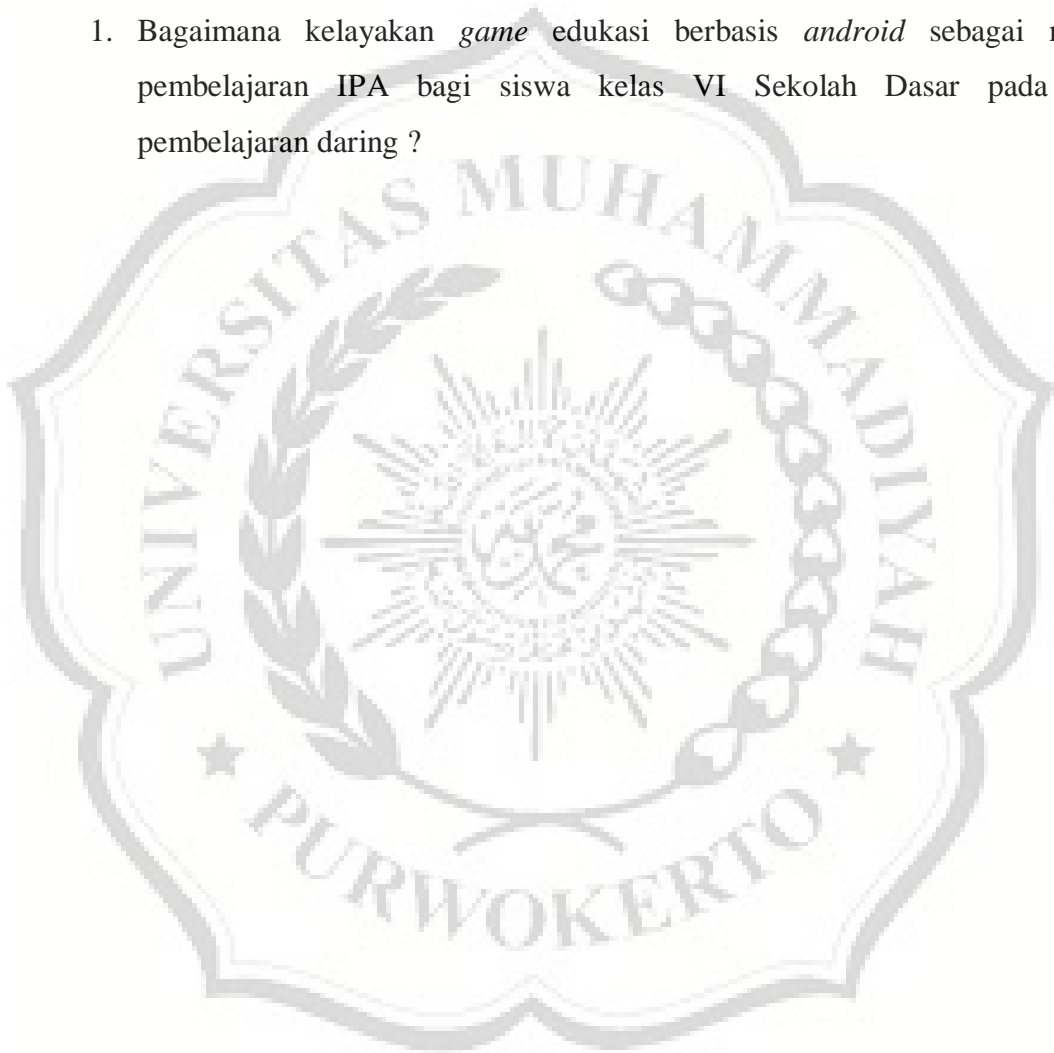 1. Bagaimana kelayakan game edukasi berbasis android sebagai
pembelajaran IPA bagi siswa kelas VI Sekolah Dasar pada
pembelajaran daring ?
UNIVERSITAS MUHAMMADIYAH
★ PURWOKERTO ★